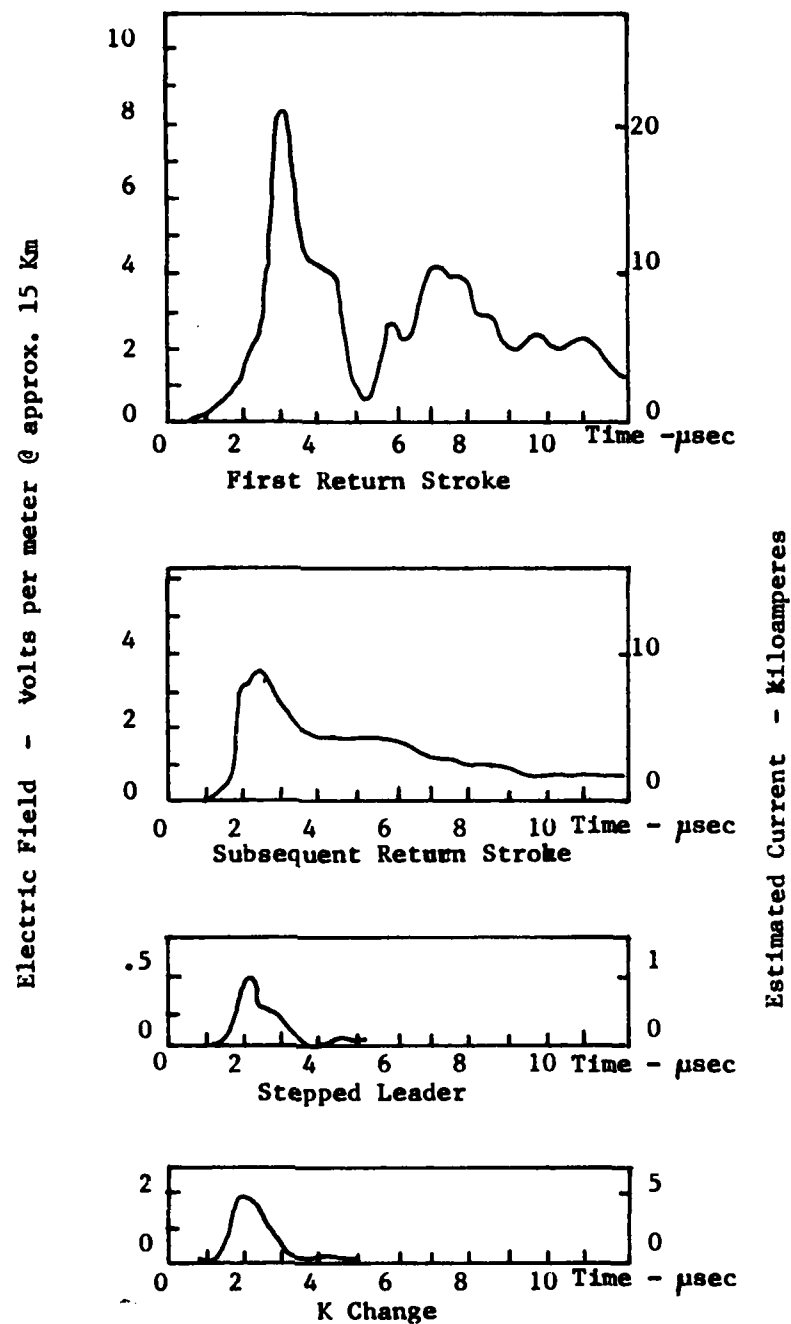 Electric Field - Volts per meter @ approx. 15 Km
Estimated Current - Kiloamperes
10
8
6
4
2
0
20
10
0
0 2 4 6 8 10 Time -μsec
First Return Stroke
4
2
0
10
0
0 2 4 6 8 10 Time - μsec
Subsequent Return Stroke
.5
0
1
0
0 2 4 6 8 10 Time - μsec
Stepped Leader
2
0
5
0
0 2 4 6 8 10 Time - μsec
K Change